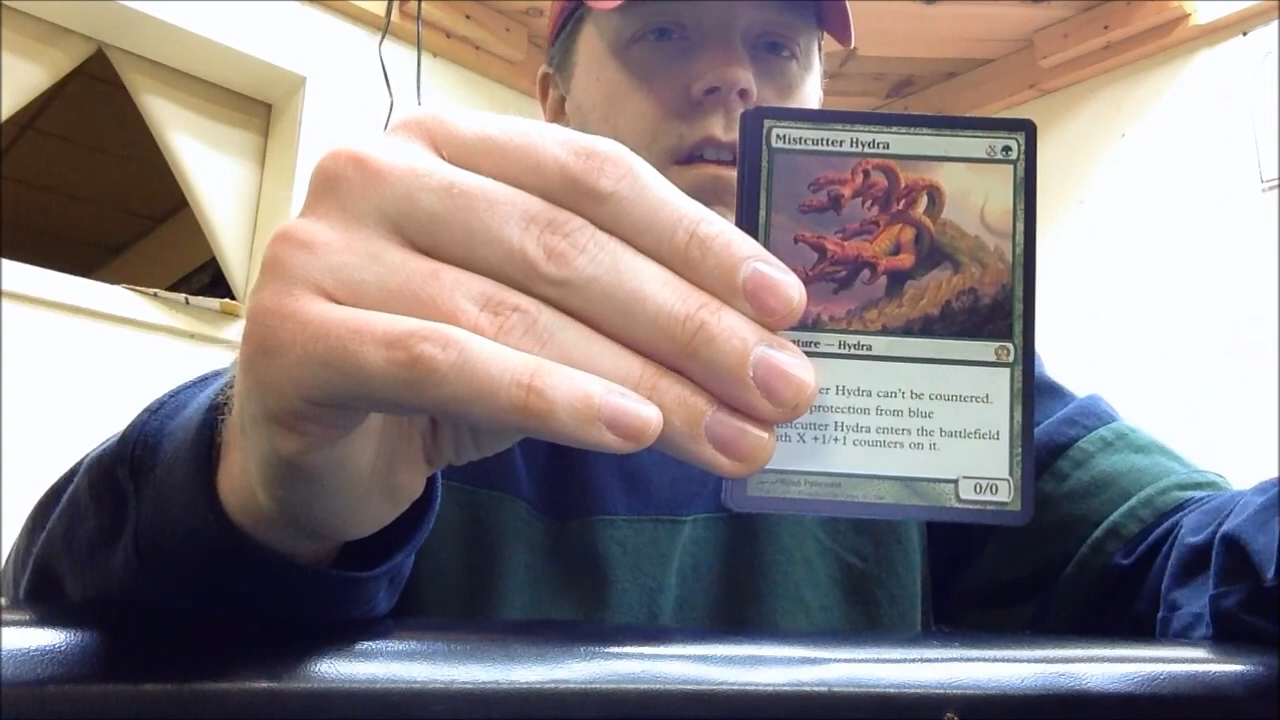 Mistcutter Hydra X
ature — Hydra
er Hydra can't be countered.
protection from blue
istcutter Hydra enters the battlefield
ith X +1/+1 counters on it.
0/0